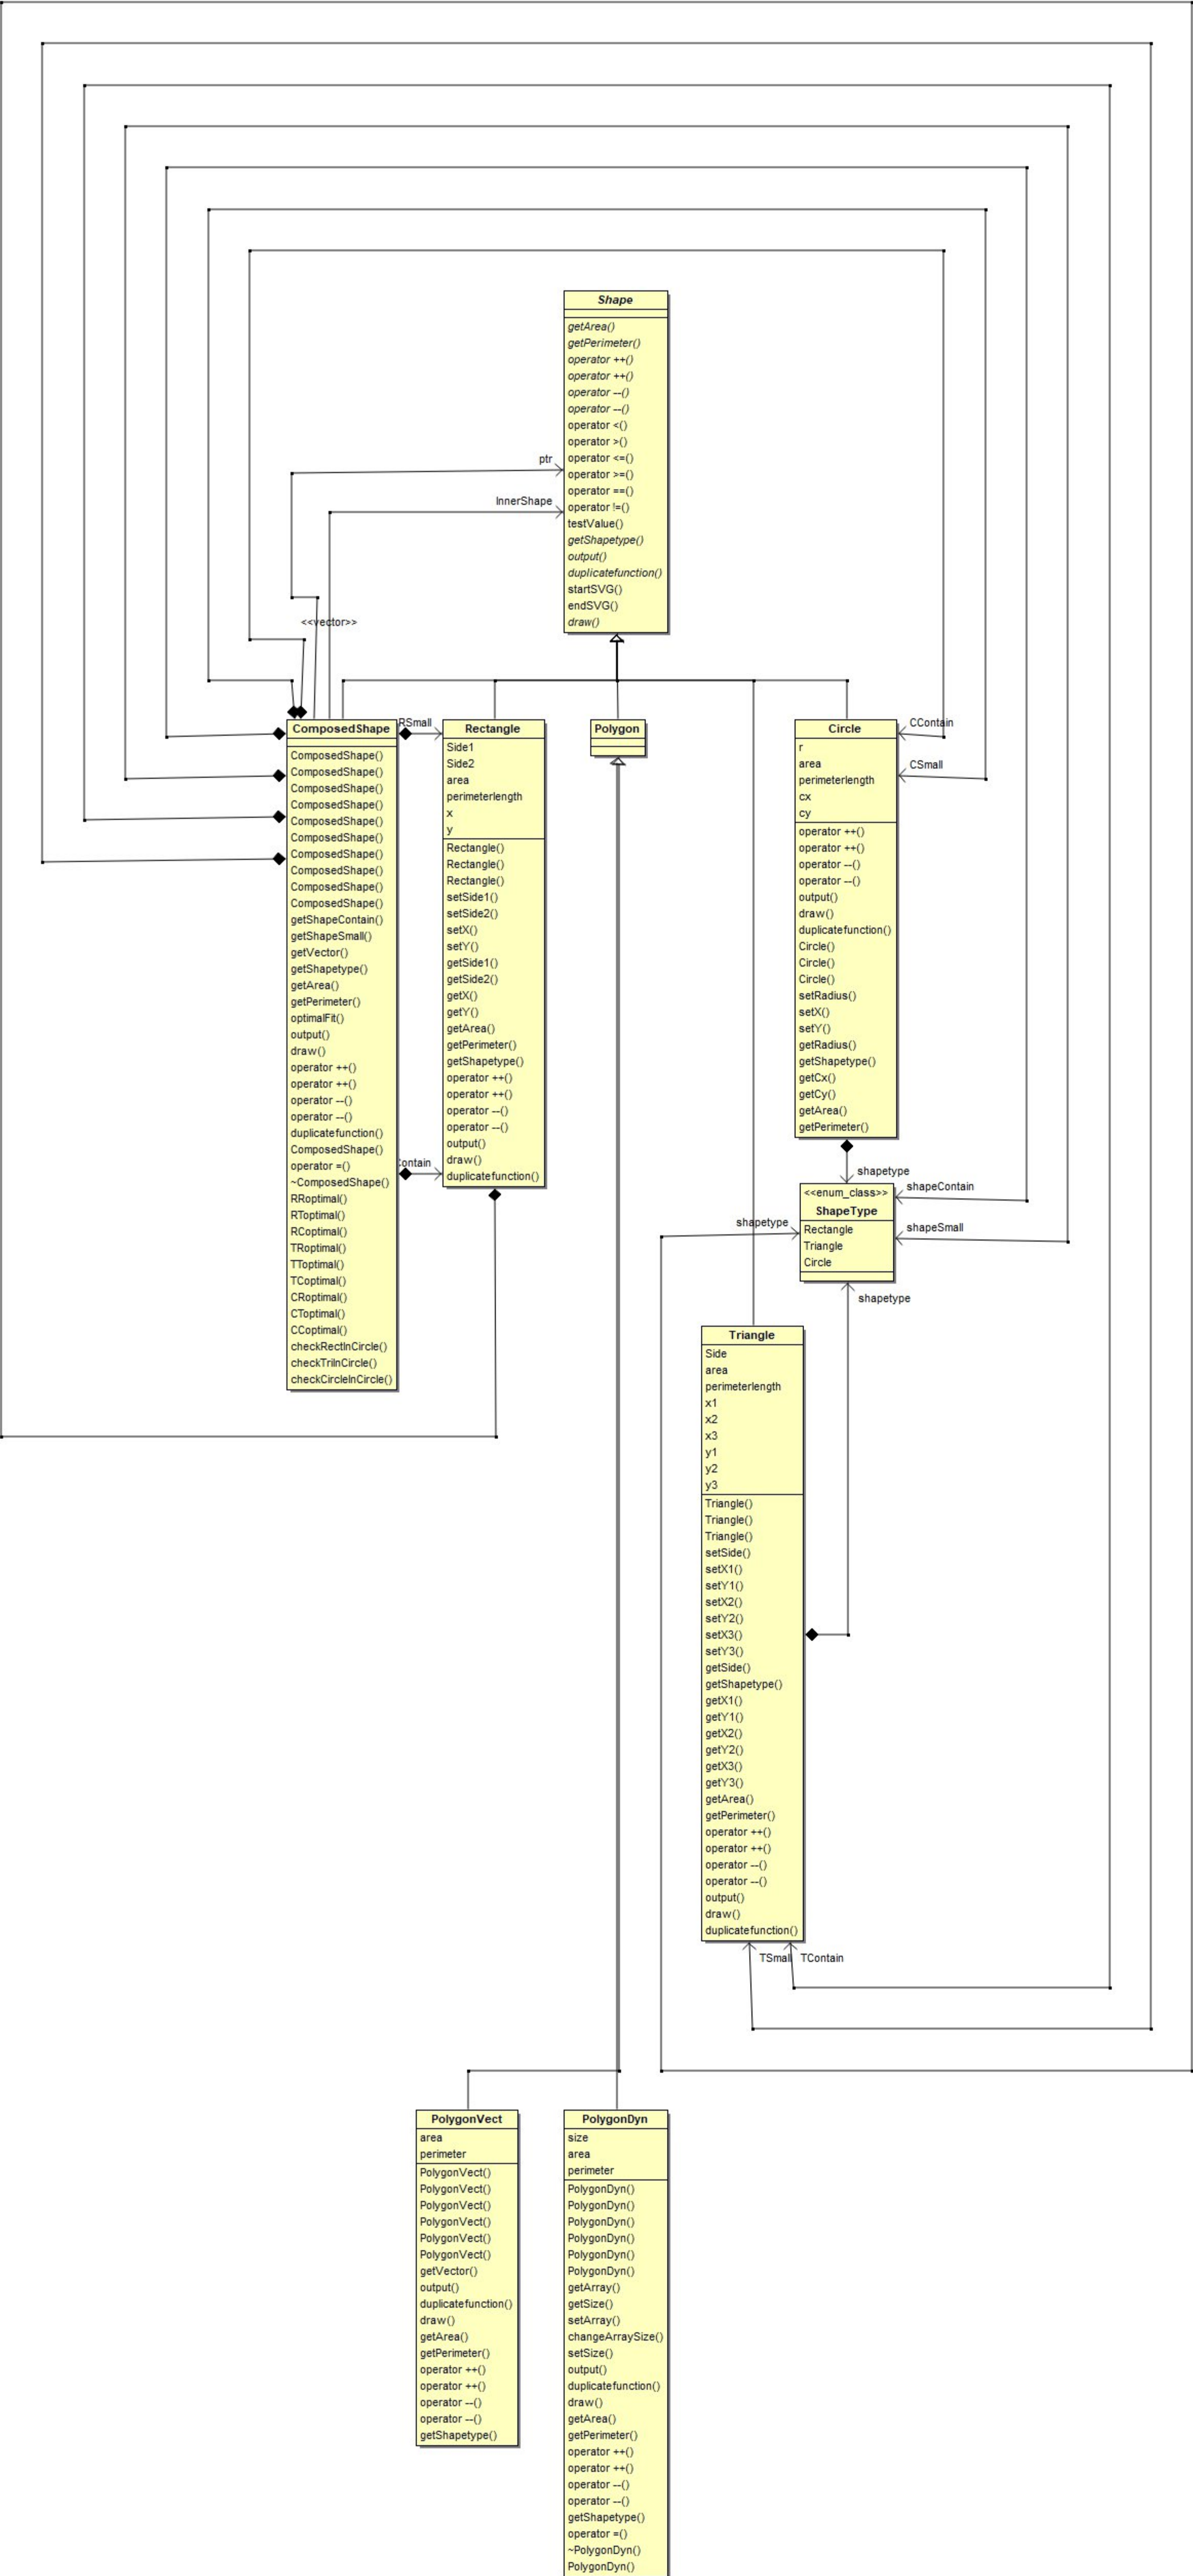 Shape
getArea()
getPerimeter()
operator ++()
operator ++()
operator --()
operator --()
operator <()
operator >()
operator <=()
operator >=()
operator ==()
operator !=()
testValue()
getShapetype()
output()
duplicatefunction()
startSVG()
endSVG()
draw()
ptr
InnerShape
<<vector>>
ComposedShape
ComposedShape()
ComposedShape()
ComposedShape()
ComposedShape()
ComposedShape()
ComposedShape()
ComposedShape()
ComposedShape()
ComposedShape()
ComposedShape()
getShapeContain()
getShapeSmall()
getVector()
getShapetype()
getArea()
getPerimeter()
optimalFit()
output()
draw()
operator ++()
operator ++()
operator --()
operator --()
duplicatefunction()
ComposedShape()
operator =()
~ComposedShape()
RRoptimal()
RToptimal()
RCoptimal()
TRoptimal()
TToptimal()
TCoptimal()
CRoptimal()
CToptimal()
CCoptimal()
checkRectInCircle()
checkTriInCircle()
checkCircleInCircle()
RSmall
Contain
Rectangle
Side1
Side2
area
perimeterlength
x
y
Rectangle()
Rectangle()
Rectangle()
setSide1()
setSide2()
setX()
setY()
getSide1()
getSide2()
getX()
getY()
getArea()
getPerimeter()
getShapetype()
operator ++()
operator ++()
operator --()
operator --()
output()
draw()
duplicatefunction()
Polygon
Circle
r
area
perimeterlength
cx
cy
operator ++()
operator ++()
operator --()
operator --()
output()
draw()
duplicatefunction()
Circle()
Circle()
Circle()
setRadius()
setX()
setY()
getRadius()
getShapetype()
getCx()
getCy()
getArea()
getPerimeter()
CContain
CSmall
shapetype
<<enum_class>>
ShapeType
Rectangle
Triangle
Circle
shapeContain
shapeSmall
shapetype
shapetype
Triangle
Side
area
perimeterlength
x1
x2
x3
y1
y2
y3
Triangle()
Triangle()
Triangle()
setSide()
setX1()
setY1()
setX2()
setY2()
setX3()
setY3()
getSide()
getShapetype()
getX1()
getY1()
getX2()
getY2()
getX3()
getY3()
getArea()
getPerimeter()
operator ++()
operator ++()
operator --()
operator --()
output()
draw()
duplicatefunction()
TSmall TContain
PolygonVect
area
perimeter
PolygonVect()
PolygonVect()
PolygonVect()
PolygonVect()
PolygonVect()
PolygonVect()
getVector()
output()
duplicatefunction()
draw()
getArea()
getPerimeter()
operator ++()
operator ++()
operator --()
operator --()
getShapetype()
PolygonDyn
size
area
perimeter
PolygonDyn()
PolygonDyn()
PolygonDyn()
PolygonDyn()
PolygonDyn()
PolygonDyn()
getArray()
getSize()
setArray()
changeArraySize()
setSize()
output()
duplicatefunction()
draw()
getArea()
getPerimeter()
operator ++()
operator ++()
operator --()
operator --()
getShapetype()
operator =()
~PolygonDyn()
PolygonDyn()